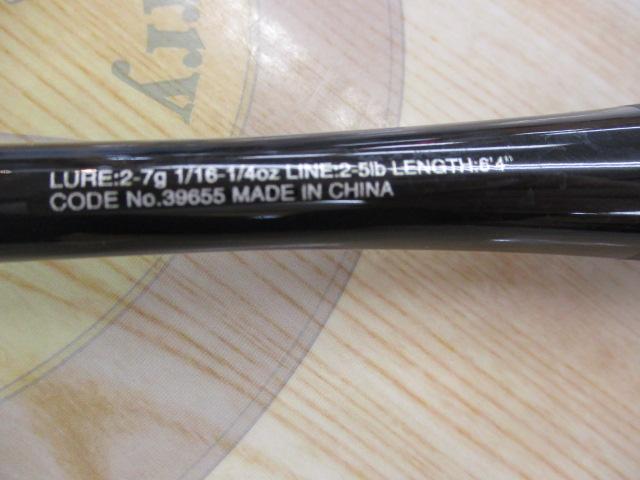 LURE:2-7g 1/16-1/4oz LINE:2-5lb LENGTH:6'4"
CODE No.39655 MADE IN CHINA